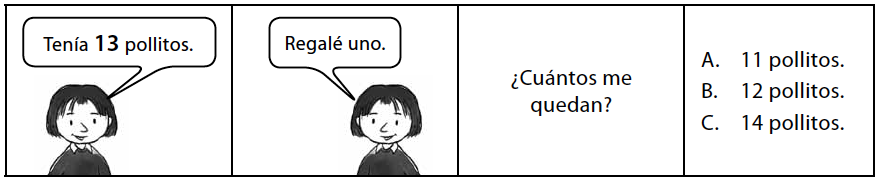 Tenía 13 pollitos.
Regalé uno.
¿Cuántos me
quedan?
A. 11 pollitos.
B. 12 pollitos.
C. 14 pollitos.